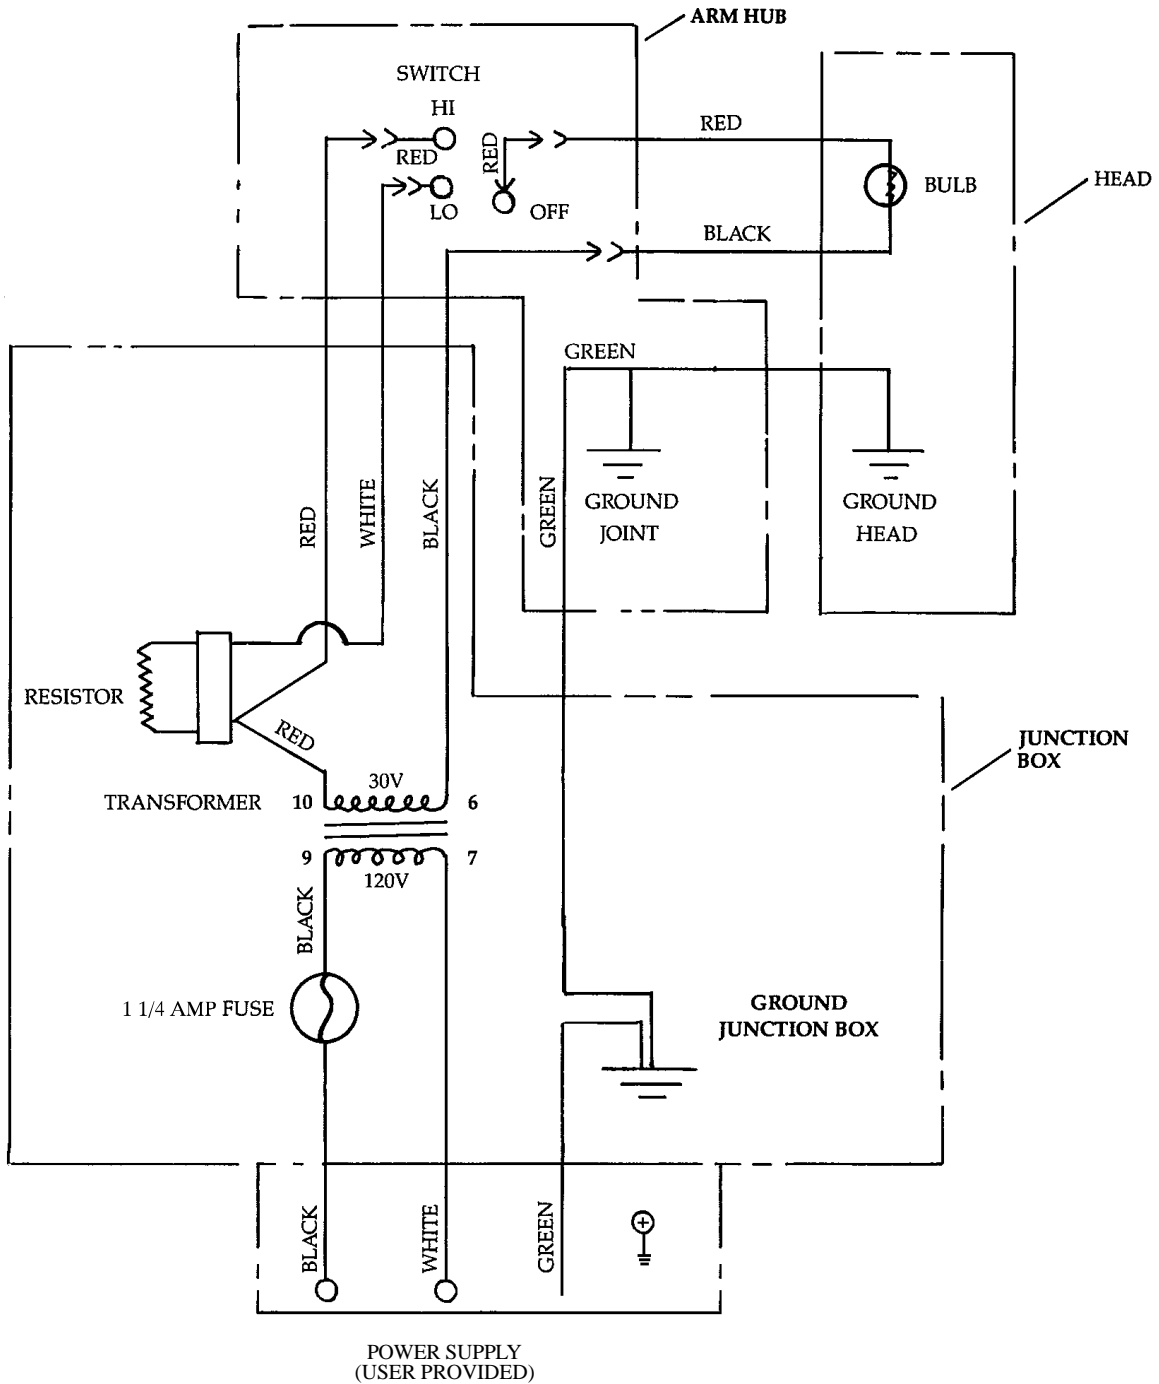 ARM HUB
SWITCH
HI
RED
RED
RED
LO
OFF
BULB
HEAD
BLACK
GREEN
RED
WHITE
BLACK
GREEN
GROUND
JOINT
GROUND
HEAD
RESISTOR
RED
JUNCTION
BOX
30V
TRANSFORMER
10
6
9
7
120V
BLACK
1 1/4 AMP FUSE
GROUND
JUNCTION BOX
BLACK
WHITE
GREEN
POWER SUPPLY
(USER PROVIDED)